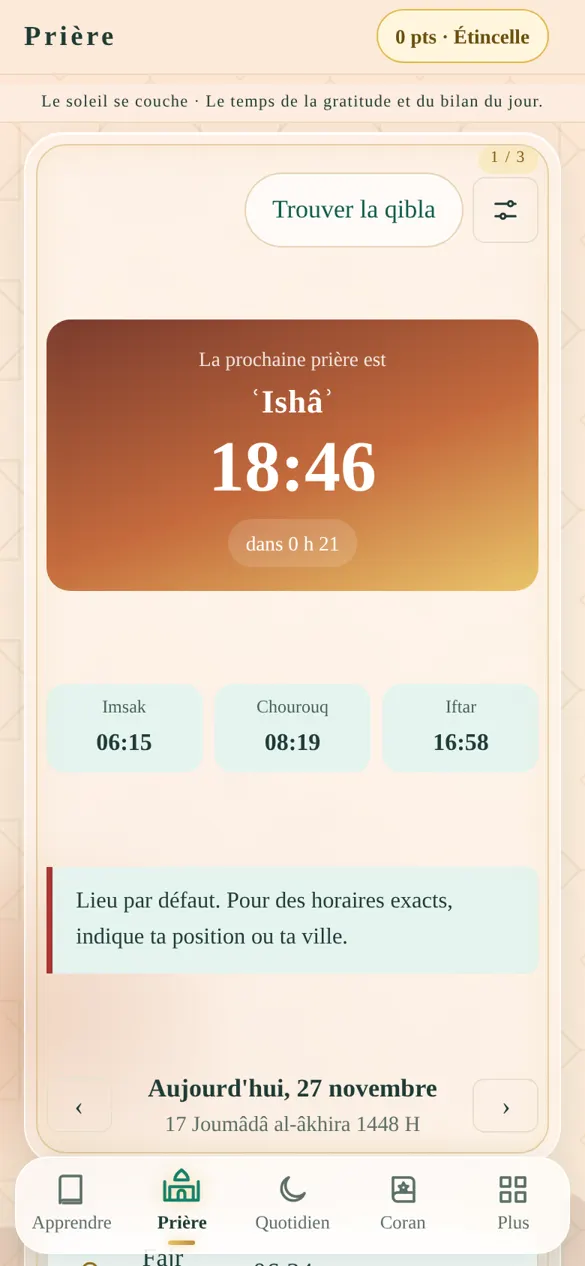 Prière
0 pts · Étincelle
Le soleil se couche · Le temps de la gratitude et du bilan du jour.
1 / 3
Trouver la qibla
La prochaine prière est
ʿIshâʾ
18:46
dans 0 h 21
Imsak
06:15
Chourouq
08:19
Iftar
16:58
Lieu par défaut. Pour des horaires exacts,
indique ta position ou ta ville.
‹
Aujourd'hui, 27 novembre
›
17 Joumâdâ al-âkhira 1448 H
Apprendre
Prière
Quotidien
Coran
Plus
Fajr